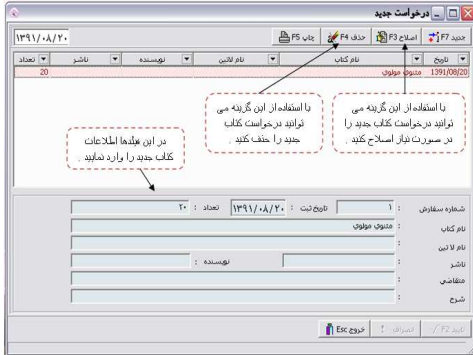 درخواست جدید
جدید F7 اصلاح F3 حذف F4 چاپ F5 ۱۳۹۱/۰۸/۲۰
تاریخ نام کتاب نام لاتین نویسنده ناشر تعداد
1391/08/20 مثنوی مولوی 20
با استفاده از این گزینه می
توانید درخواست کتاب جدید را
در صورت نیاز اصلاح کنید .
با استفاده از این گزینه می
توانید درخواست کتاب
جدید را حذف کنید .
در این فیلدها اطلاعات
کتاب جدید را وارد نمایید .
شماره سفارش : ۱ تاریخ ثبت : ۱۳۹۱/۰۸/۲۰ تعداد : ۲۰
نام کتاب : مثنوی مولوی
نام لاتین :
ناشر : نویسنده :
متقاضی :
شرح :
تایید F2 انصراف خروج Esc